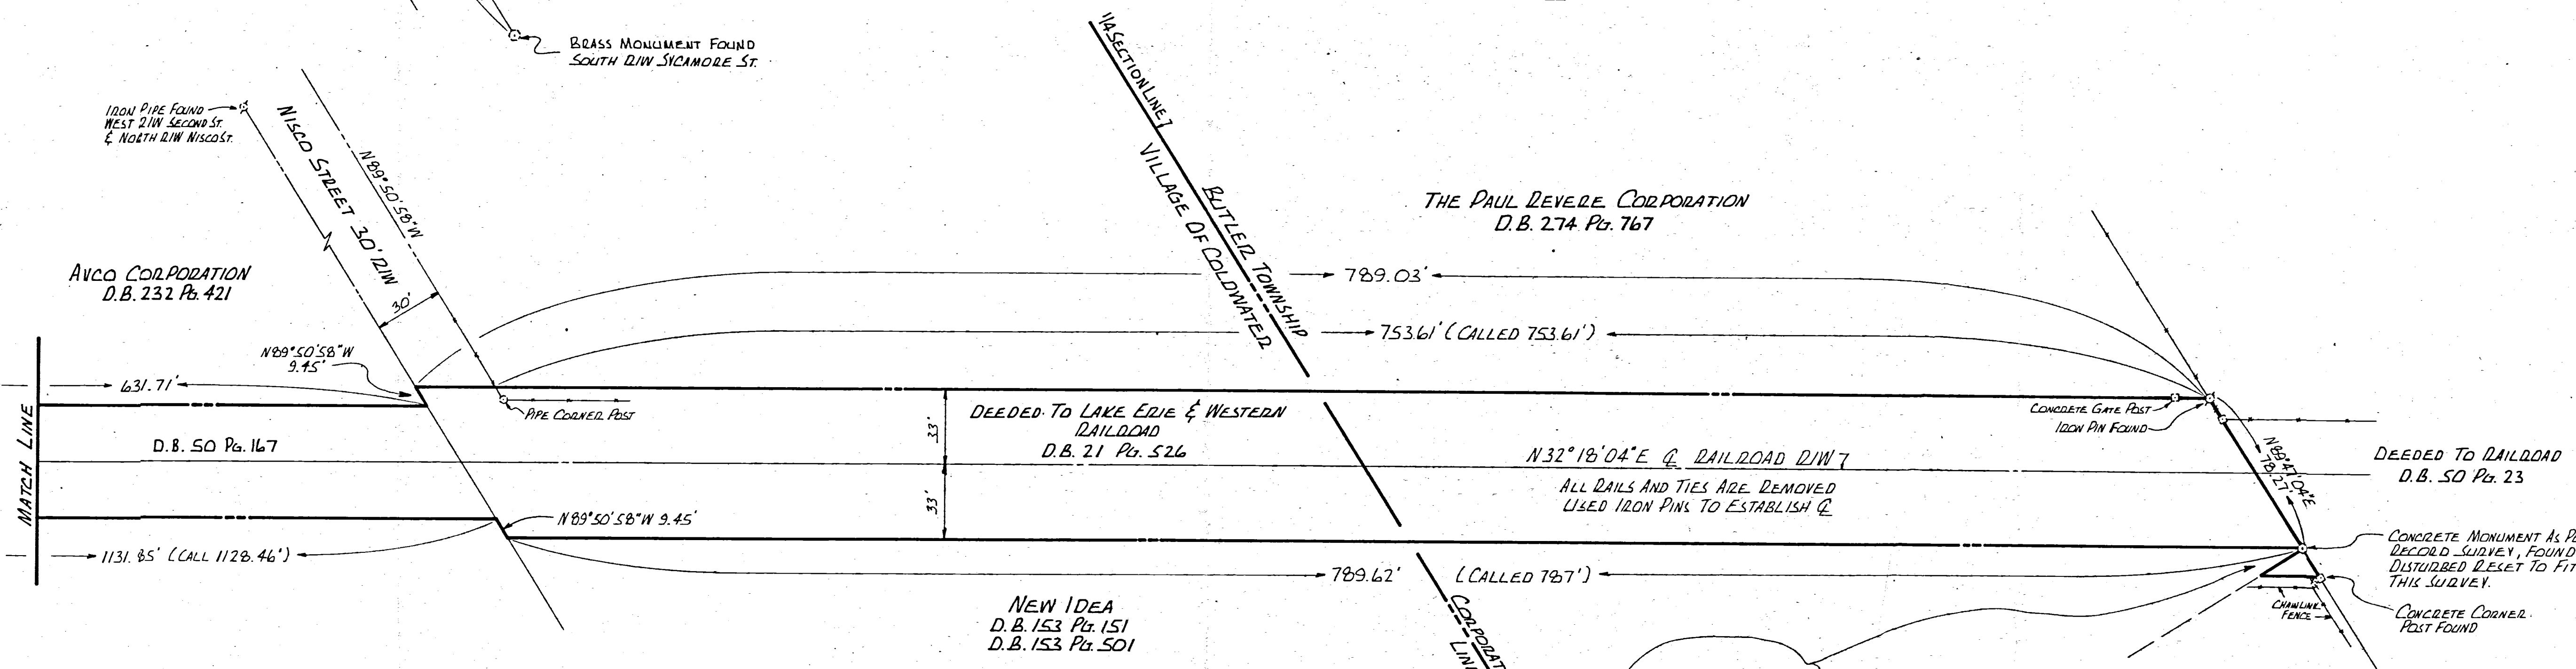 BRASS MONUMENT FOUND
SOUTH R/W SYCAMORE ST.
IRON PIPE FOUND
WEST R/W SECOND ST.
& NORTH R/W NISCO ST.
NISCO STREET 30' R/W
N89°50'58"W
30'
AVCO CORPORATION
D.B. 232 PG. 421
1/4 SECTION LINE
VILLAGE OF COLDWATER
BUTLER TOWNSHIP
THE PAUL REVERE CORPORATION
D.B. 274 PG. 767
789.03'
753.61' (CALLED 753.61')
N89°50'58"W
9.45'
631.71'
MATCH LINE
D.B. 50 PG. 167
PIPE CORNER POST
33'
33'
DEEDED TO LAKE ERIE & WESTERN
RAILROAD
D.B. 21 PG. 526
N32°18'04"E ℄ RAILROAD R/W
ALL RAILS AND TIES ARE REMOVED
USED IRON PINS TO ESTABLISH ℄
CONCRETE GATE POST
IRON PIN FOUND
N89°47'04"E
78.27'
DEEDED TO RAILROAD
D.B. 50 PG. 23
N89°50'58"W 9.45'
1131.85' (CALL 1128.46')
789.62' (CALLED 787')
NEW IDEA
D.B. 153 PG. 151
D.B. 153 PG. 501
CORPORAT
LIN
CONCRETE MONUMENT AS P
RECORD SURVEY, FOUND
DISTURBED RESET TO FIT
THIS SURVEY.
CHAINLINK
FENCE
CONCRETE CORNER
POST FOUND